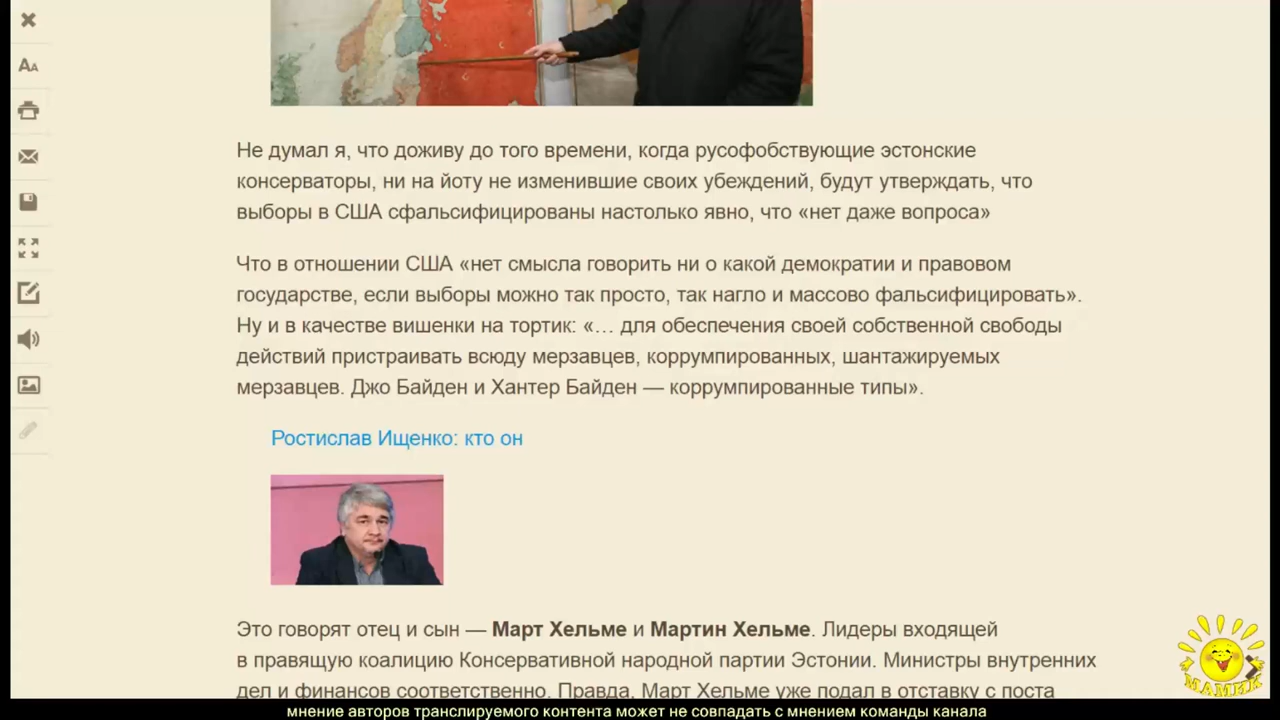 Не думал я, что доживу до того времени, когда русофобствующие эстонские
консерваторы, ни на йоту не изменившие своих убеждений, будут утверждать, что
выборы в США сфальсифицированы настолько явно, что «нет даже вопроса»
Что в отношении США «нет смысла говорить ни о какой демократии и правовом
государстве, если выборы можно так просто, так нагло и массово фальсифицировать».
Ну и в качестве вишенки на тортик: «… для обеспечения своей собственной свободы
действий пристраивать всюду мерзавцев, коррумпированных, шантажируемых
мерзавцев. Джо Байден и Хантер Байден — коррумпированные типы».
Ростислав Ищенко: кто он
Это говорят отец и сын — Март Хельме и Мартин Хельме. Лидеры входящей
в правящую коалицию Консервативной народной партии Эстонии. Министры внутренних
дел и финансов соответственно. Правда, Март Хельме уже подал в отставку с поста
МАМИК
мнение авторов транслируемого контента может не совпадать с мнением команды канала